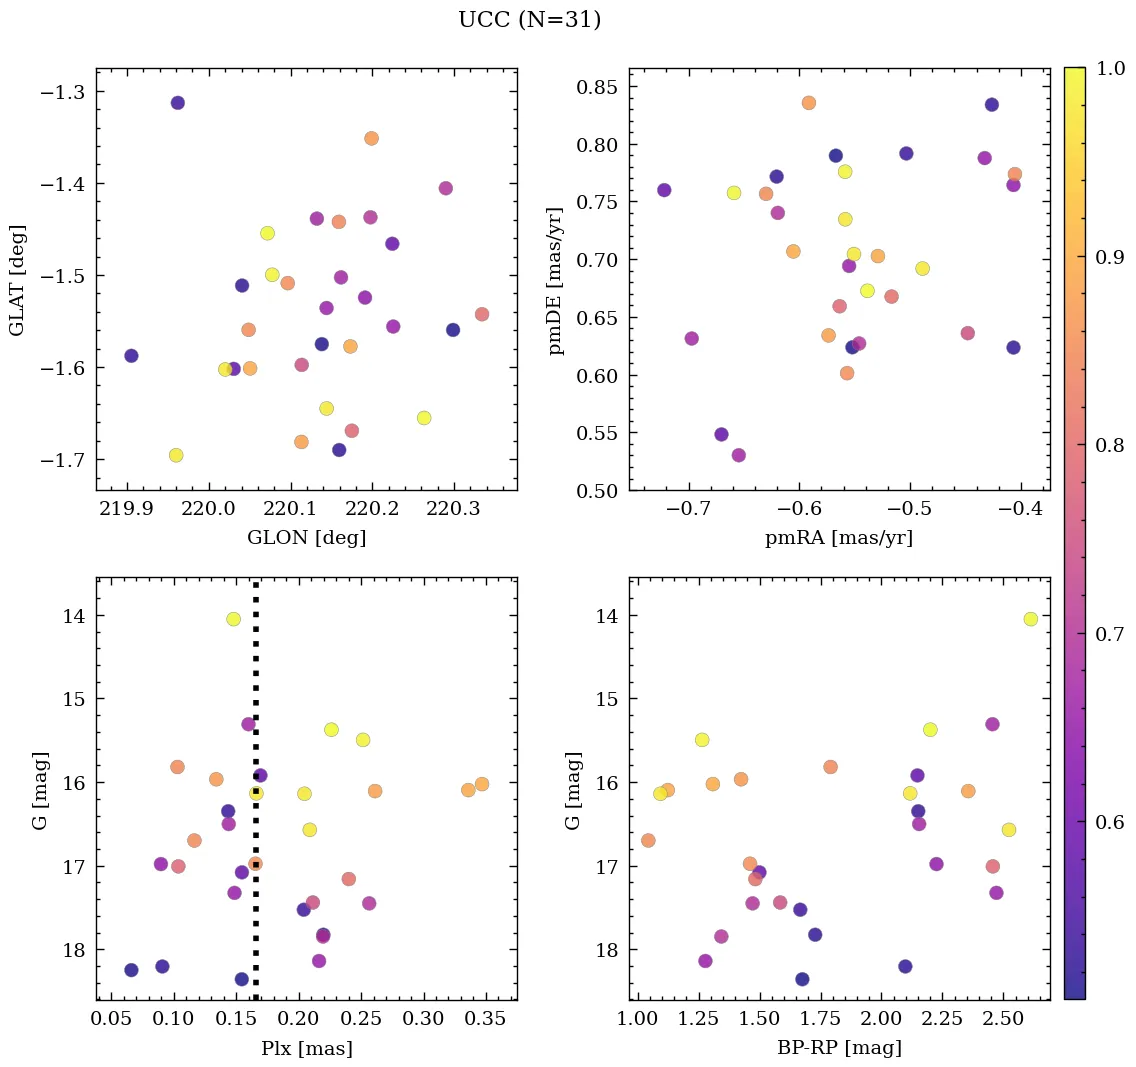 UCC (N=31)
−1.3
−1.4
−1.5
−1.6
−1.7
GLAT [deg]
219.9 220.0 220.1 220.2 220.3
GLON [deg]
0.85
0.80
0.75
0.70
0.65
0.60
0.55
0.50
pmDE [mas/yr]
−0.7 −0.6 −0.5 −0.4
pmRA [mas/yr]
14
15
16
17
18
G [mag]
0.05 0.10 0.15 0.20 0.25 0.30 0.35
Plx [mas]
14
15
16
17
18
G [mag]
1.00 1.25 1.50 1.75 2.00 2.25 2.50
BP-RP [mag]
1.0
0.9
0.8
0.7
0.6